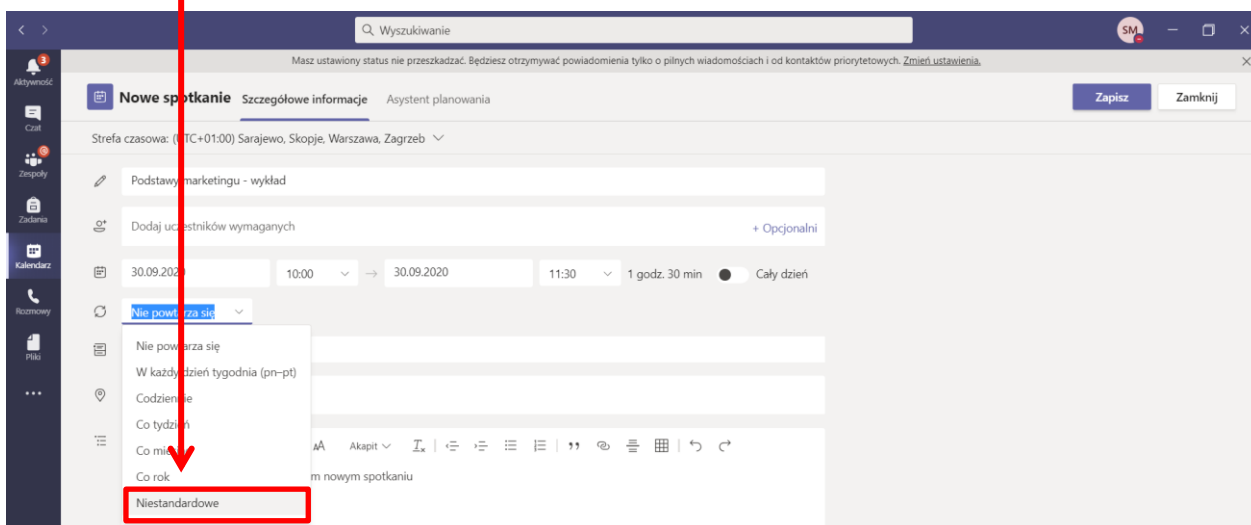 Wyszukiwanie
SM
Masz ustawiony status nie przeszkadzać. Będziesz otrzymywać powiadomienia tylko o pilnych wiadomościach i od kontaktów priorytetowych. Zmień ustawienia.
3
Aktywność
Czat
Zespoły
Zadania
Kalendarz
Rozmowy
Pliki
Nowe spotkanie Szczegółowe informacje Asystent planowania
Zapisz Zamknij
Strefa czasowa: (UTC+01:00) Sarajewo, Skopje, Warszawa, Zagrzeb
Podstawy marketingu - wykład
Dodaj uczestników wymaganych + Opcjonalni
30.09.2020 10:00 → 30.09.2020 11:30 1 godz. 30 min Cały dzień
Nie powtarza się
Nie powtarza się
W każdy dzień tygodnia (pn–pt)
Codziennie
Co tydzień
Co
Akapit
Co rok
m nowym spotkaniu
Niestandardowe